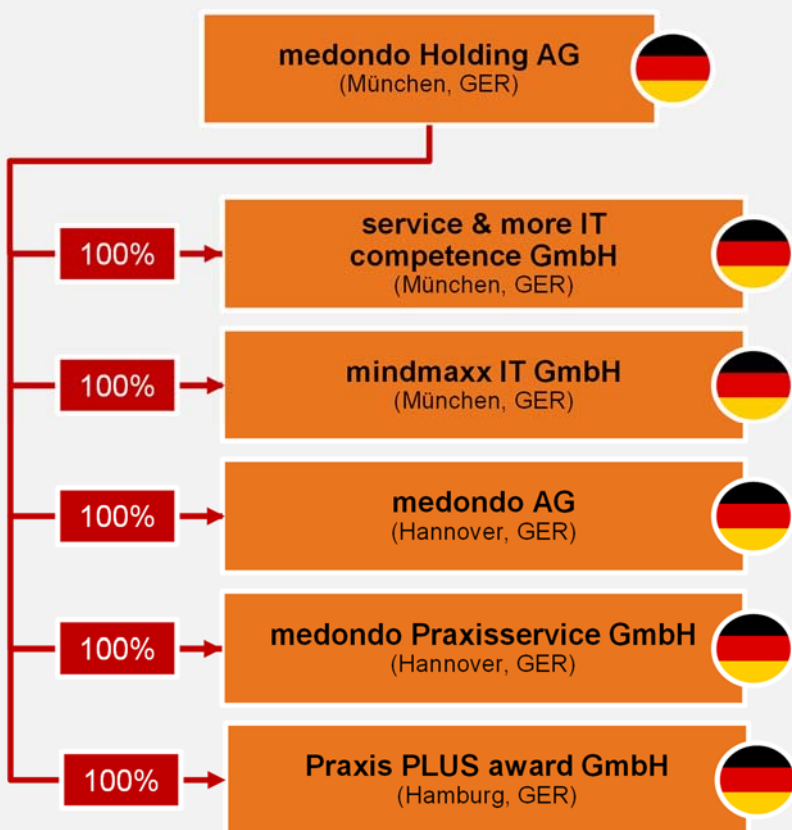 medondo Holding AG
(München, GER)
100%
service & more IT
competence GmbH
(München, GER)
100%
mindmaxx IT GmbH
(München, GER)
100%
medondo AG
(Hannover, GER)
100%
medondo Praxisservice GmbH
(Hannover, GER)
100%
Praxis PLUS award GmbH
(Hamburg, GER)